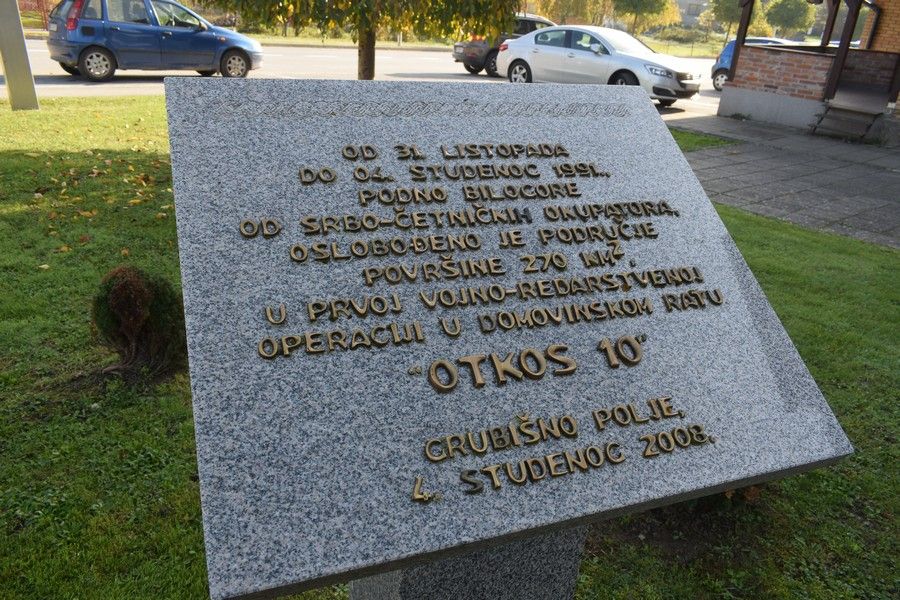 OD 31. LISTOPADA
DO 04. STUDENOG 1991.,
PODNO BILOGORE
OD SRBO-ČETNIČKIH OKUPATORA,
OSLOBOĐENO JE PODRUČJE
POVRŠINE 270 KM².
U PRVOJ VOJNO-REDARSTVENOJ
OPERACIJI U DOMOVINSKOM RATU
"OTKOS 10"
GRUBIŠNO POLJE,
4. STUDENOG 2008.